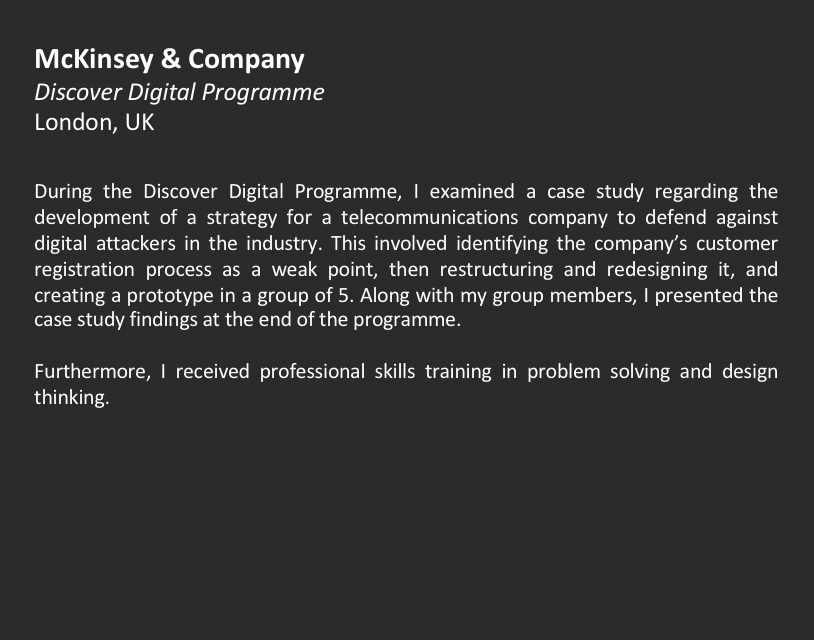 McKinsey & Company
Discover Digital Programme
London, UK
During the Discover Digital Programme, I examined a case study regarding the
development of a strategy for a telecommunications company to defend against
digital attackers in the industry. This involved identifying the company’s customer
registration process as a weak point, then restructuring and redesigning it, and
creating a prototype in a group of 5. Along with my group members, I presented the
case study findings at the end of the programme.
Furthermore, I received professional skills training in problem solving and design
thinking.